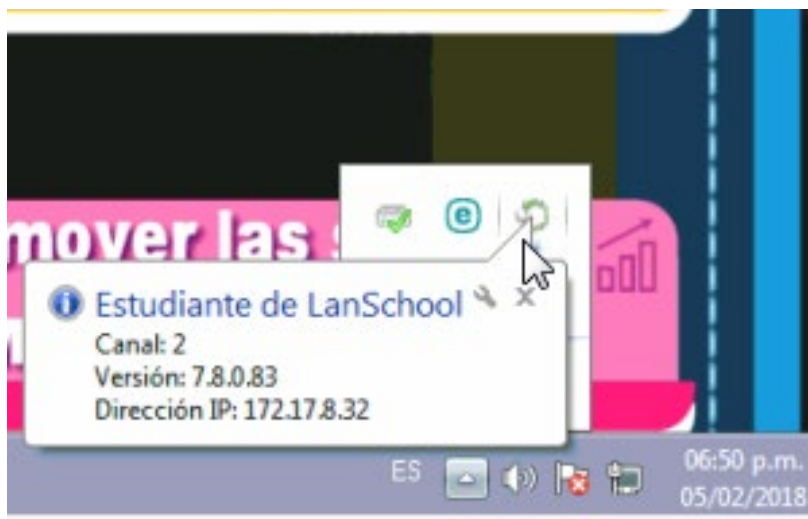 mover las s
Estudiante de LanSchool
Canal: 2
Versión: 7.8.0.83
Dirección IP: 172.17.8.32
ES
06:50 p.m.
05/02/2018